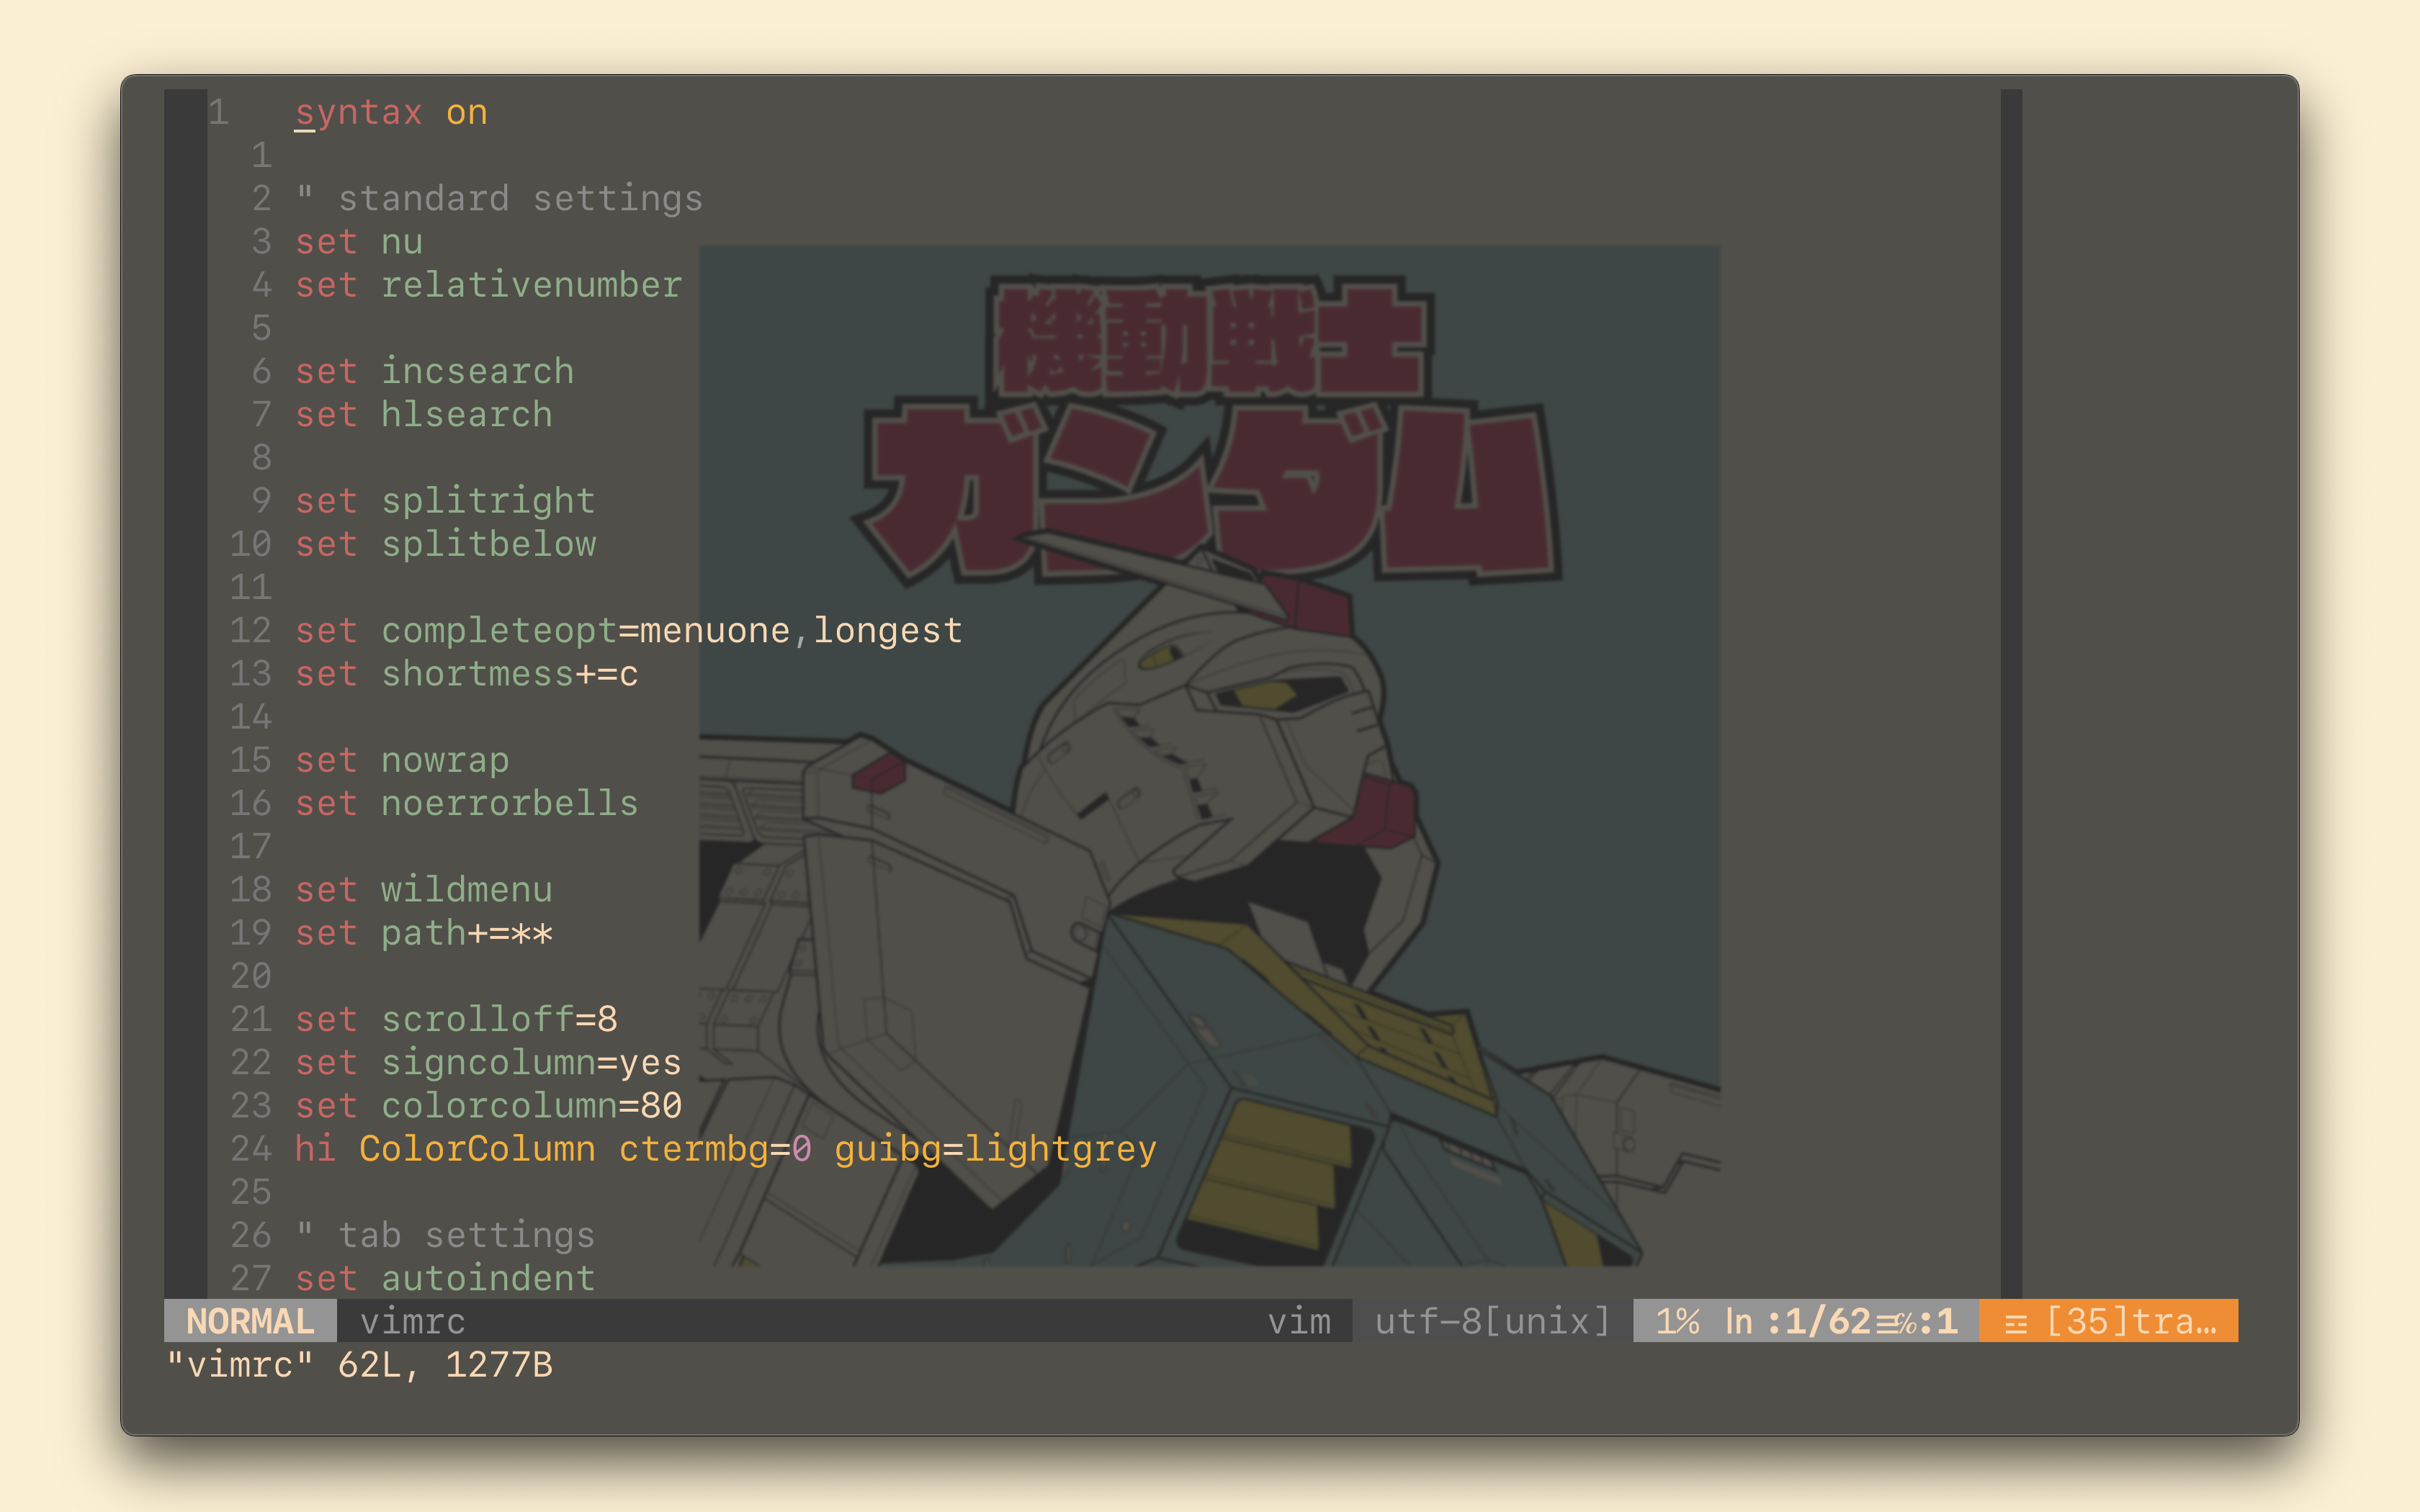 1 syntax on
1
2 " standard settings
3 set nu
4 set relativenumber
5
6 set incsearch
7 set hlsearch
8
9 set splitright
10 set splitbelow
11
12 set completeopt=menuone,longest
13 set shortmess+=c
14
15 set nowrap
16 set noerrorbells
17
18 set wildmenu
19 set path+=**
20
21 set scrolloff=8
22 set signcolumn=yes
23 set colorcolumn=80
24 hi ColorColumn ctermbg=0 guibg=lightgrey
25
26 " tab settings
27 set autoindent
機動戦士
ガンダム
NORMAL vimrc vim utf-8[unix] 1% ln :1/62≡℅:1 ☲ [35]tra…
"vimrc" 62L, 1277B